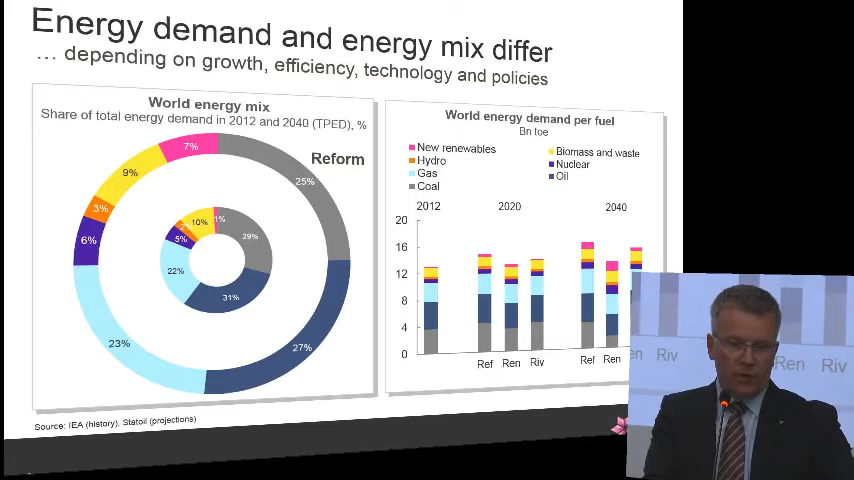 Energy demand and energy mix differ
… depending on growth, efficiency, technology and policies
World energy mix
Share of total energy demand in 2012 and 2040 (TPED), %
Reform
7%
25%
9%
3%
6%
23%
27%
10%
1%
29%
5%
22%
31%
World energy demand per fuel
Bn toe
New renewables
Hydro
Gas
Coal
Biomass and waste
Nuclear
Oil
2012
2020
2040
20
16
12
8
4
0
Ref Ren Riv
Ref Ren
en Riv
Ren Riv
Source: IEA (history), Statoil (projections)